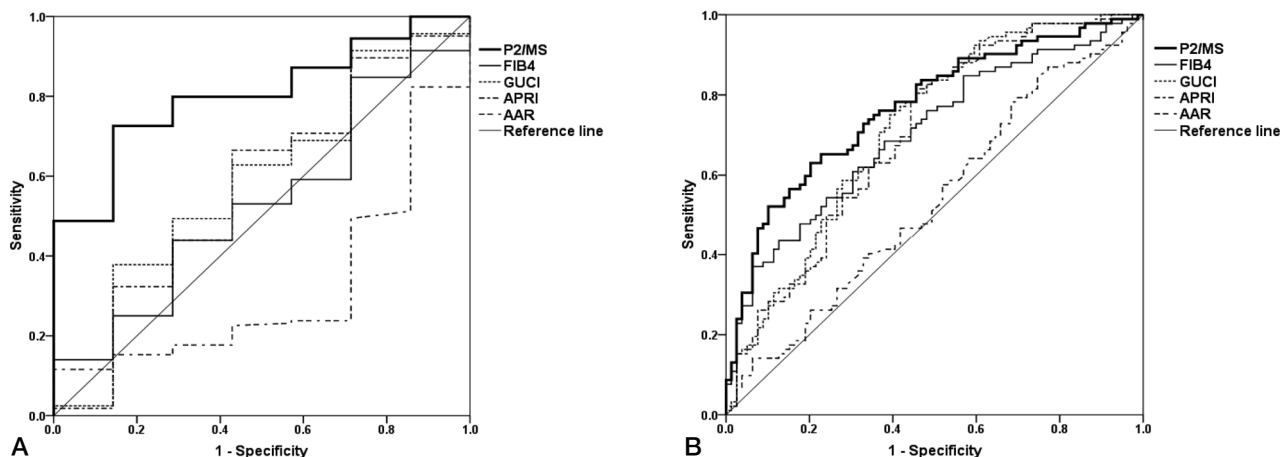 1.0
0.8
0.6
0.4
0.2
0.0
Sensitivity
0.0 0.2 0.4 0.6 0.8 1.0
1 - Specificity
P2/MS
FIB4
GUCI
APRI
AAR
Reference line
A
1.0
0.8
0.6
0.4
0.2
0.0
Sensitivity
0.0 0.2 0.4 0.6 0.8 1.0
1 - Specificity
P2/MS
FIB4
GUCI
APRI
AAR
Reference line
B